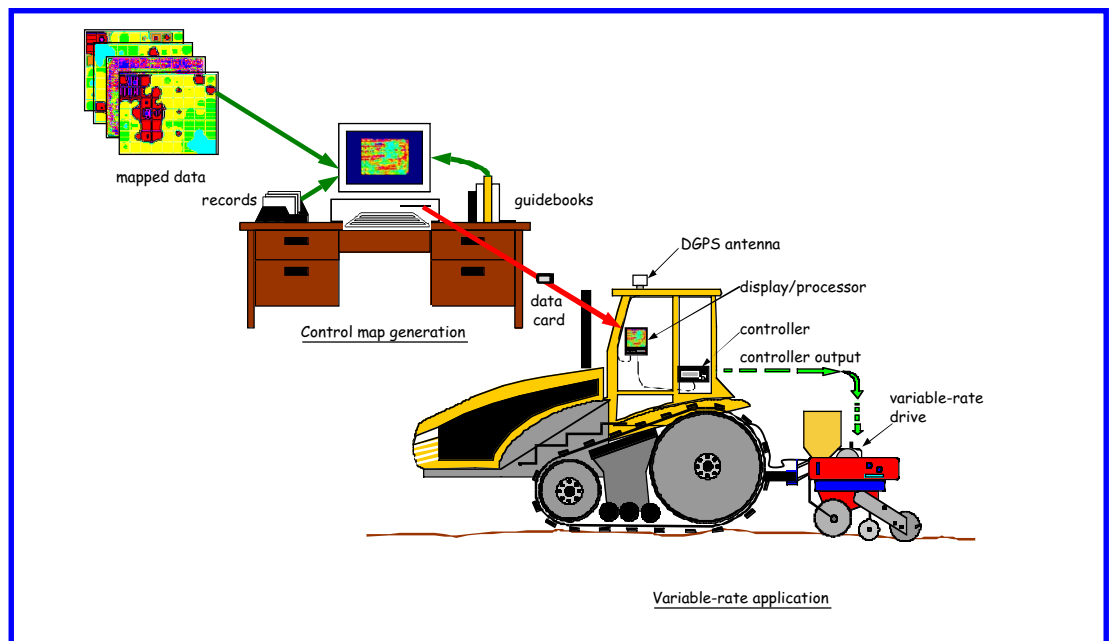 mapped data
records
guidebooks
DGPS antenna
display/processor
data
card
Control map generation
controller
controller output
variable-rate
drive
Variable-rate application